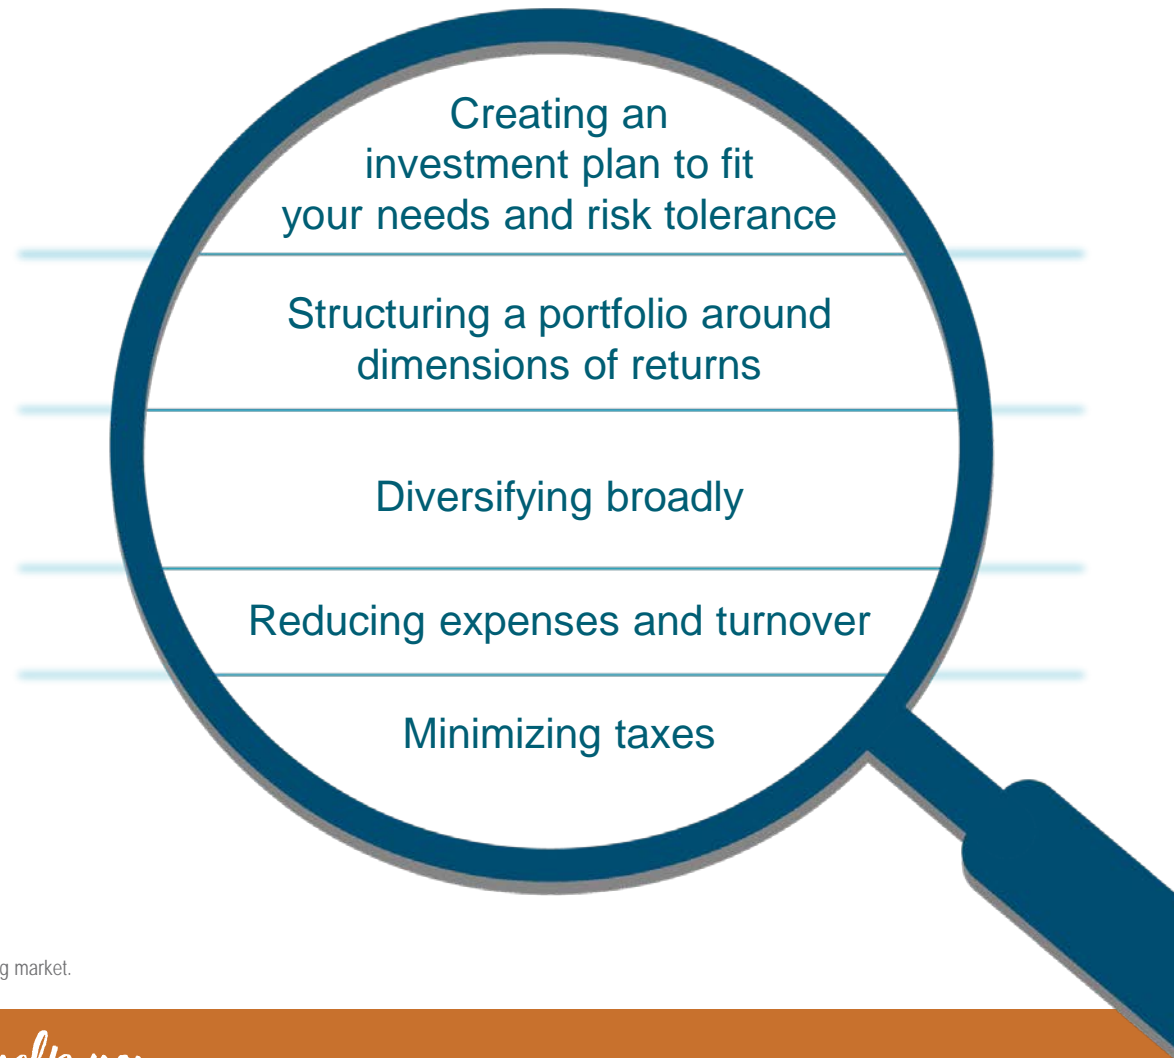 Creating an
investment plan to fit
your needs and risk tolerance
Structuring a portfolio around
dimensions of returns
Diversifying broadly
Reducing expenses and turnover
Minimizing taxes
market.